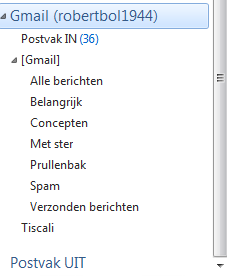 Gmail (robertbol1944)
Postvak IN (36)
[Gmail]
Alle berichten
Belangrijk
Concepten
Met ster
Prullenbak
Spam
Verzonden berichten
Tiscali
Postvak UIT